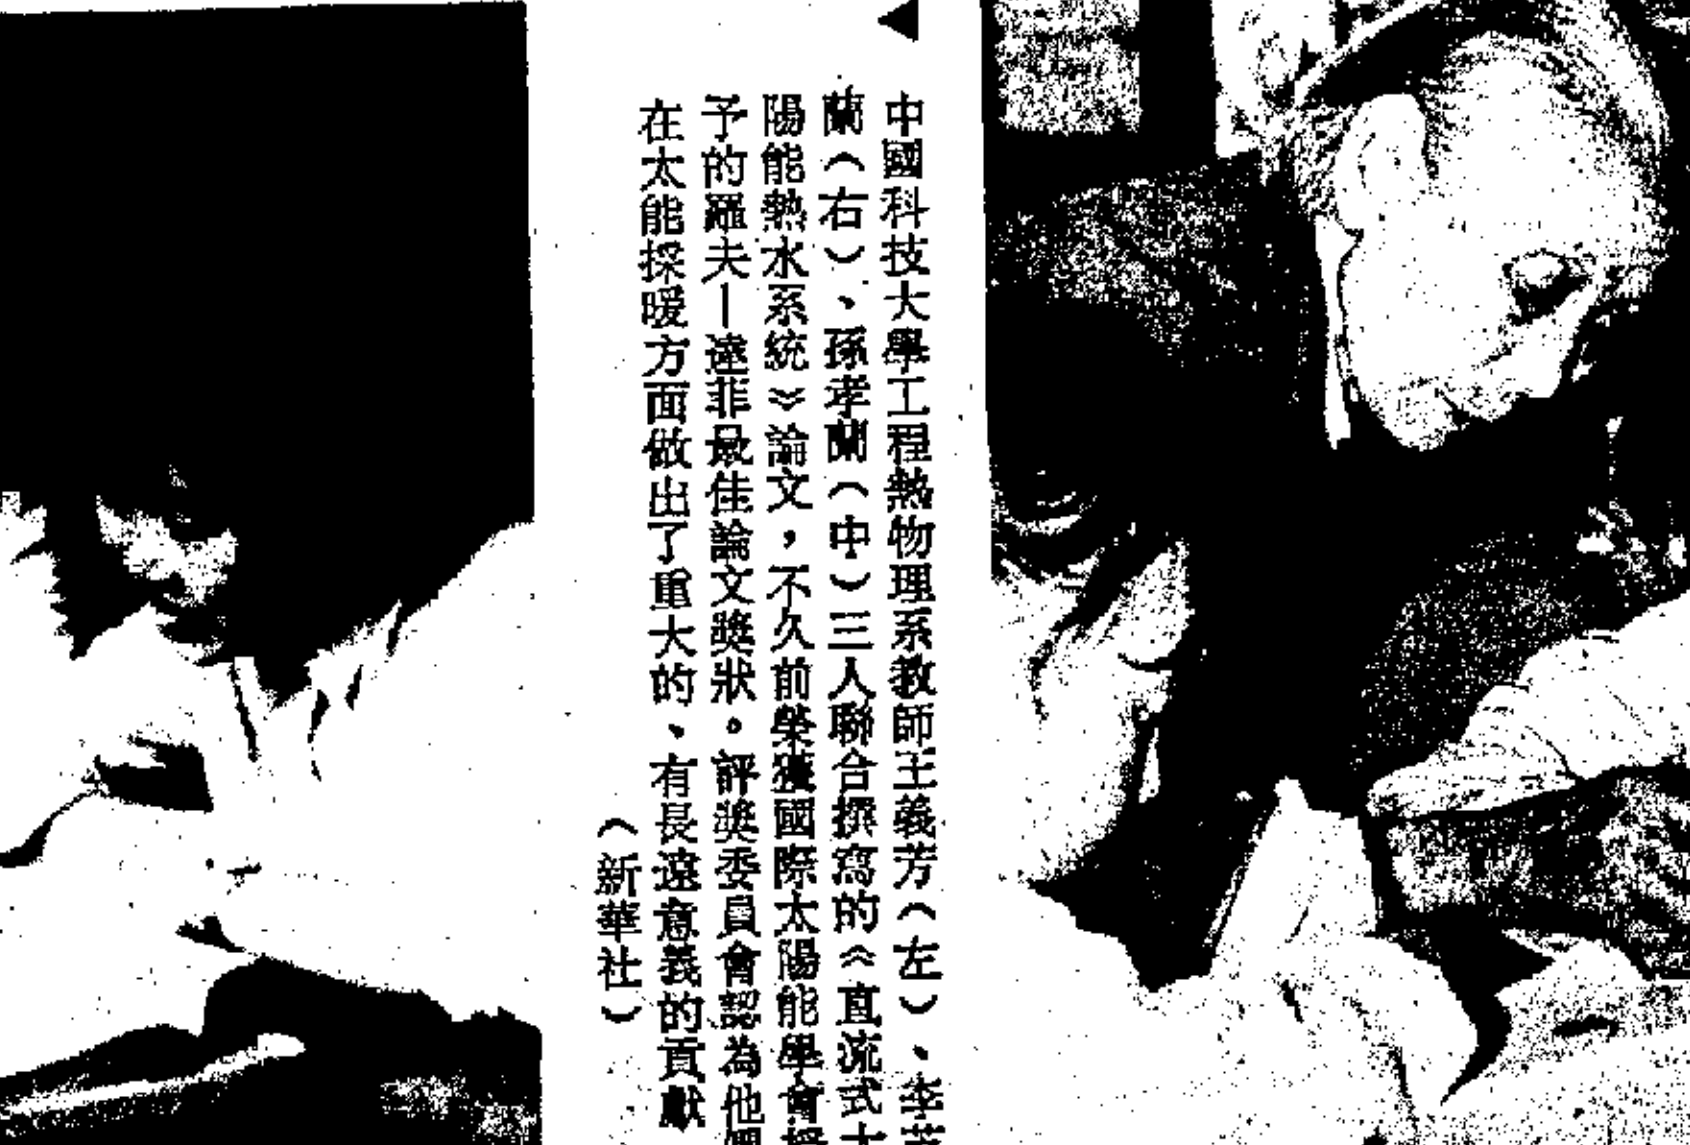 中國科技大學工程熱物理系教師王義芳（左）、李
蘭（右）、孫孝蘭（中）三人聯合撰寫的《直流式太
陽能熱水系統》論文，不久前榮獲國際太陽能學會授
予的羅夫—達菲最佳論文獎狀。評獎委員會認為他們
在太能採暖方面做出了重大的、有長遠意義的貢獻
（新華社）